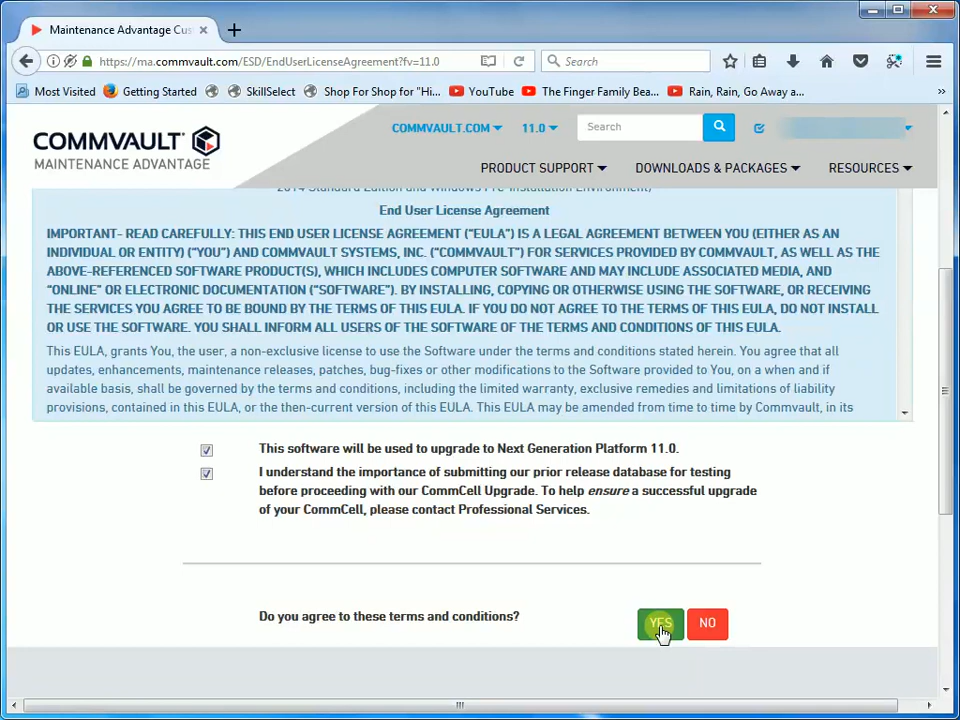 Maintenance Advantage Cus
https://ma.commvault.com/ESD/EndUserLicenseAgreement?fv=11.0
Search
Most Visited
Getting Started
SkillSelect
Shop For Shop for "Hi...
YouTube
The Finger Family Bea...
Rain, Rain, Go Away a...
»
COMMVAULT
MAINTENANCE ADVANTAGE
COMMVAULT.COM
11.0
Search
PRODUCT SUPPORT
DOWNLOADS & PACKAGES
RESOURCES
2014 Standard Edition and Windows Pre-Installation Environment)
End User License Agreement
IMPORTANT- READ CAREFULLY: THIS END USER LICENSE AGREEMENT (“EULA”) IS A LEGAL AGREEMENT BETWEEN YOU (EITHER AS AN
INDIVIDUAL OR ENTITY) (“YOU”) AND COMMVAULT SYSTEMS, INC. (“COMMVAULT”) FOR SERVICES PROVIDED BY COMMVAULT, AS WELL AS THE
ABOVE-REFERENCED SOFTWARE PRODUCT(S), WHICH INCLUDES COMPUTER SOFTWARE AND MAY INCLUDE ASSOCIATED MEDIA, AND
“ONLINE” OR ELECTRONIC DOCUMENTATION (“SOFTWARE”). BY INSTALLING, COPYING OR OTHERWISE USING THE SOFTWARE, OR RECEIVING
THE SERVICES YOU AGREE TO BE BOUND BY THE TERMS OF THIS EULA. IF YOU DO NOT AGREE TO THE TERMS OF THIS EULA, DO NOT INSTALL
OR USE THE SOFTWARE. YOU SHALL INFORM ALL USERS OF THE SOFTWARE OF THE TERMS AND CONDITIONS OF THIS EULA.
This EULA, grants You, the user, a non-exclusive license to use the Software under the terms and conditions stated herein. You agree that all
updates, enhancements, maintenance releases, patches, bug-fixes or other modifications to the Software provided to You, on a when and if
available basis, shall be governed by the terms and conditions, including the limited warranty, exclusive remedies and limitations of liability
provisions, contained in this EULA, or the then-current version of this EULA. This EULA may be amended from time to time by Commvault, in its
This software will be used to upgrade to Next Generation Platform 11.0.
I understand the importance of submitting our prior release database for testing
before proceeding with our CommCell Upgrade. To help ensure a successful upgrade
of your CommCell, please contact Professional Services.
Do you agree to these terms and conditions?
YES
NO